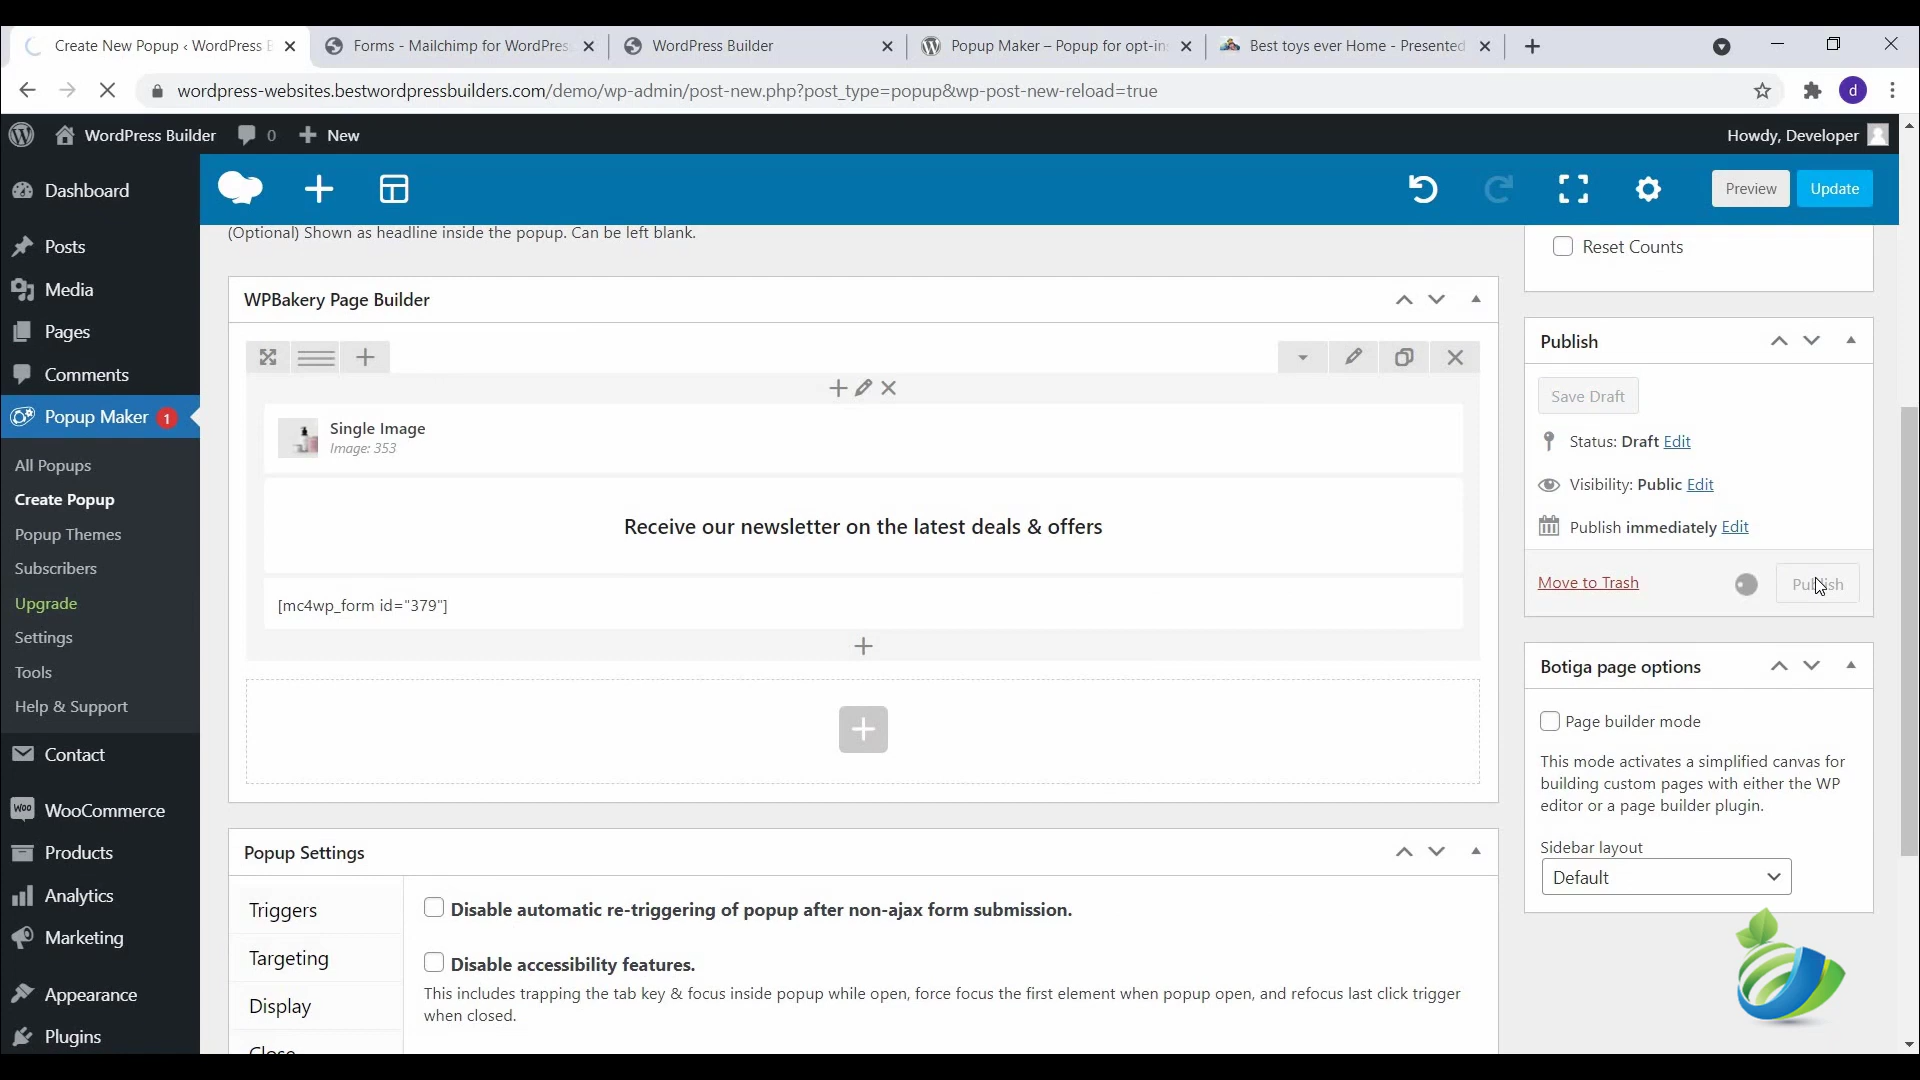 Create New Popup ‹ WordPress B
Forms - Mailchimp for WordPress
WordPress Builder
Popup Maker – Popup for opt-in
Best toys ever Home - Presented
wordpress-websites.bestwordpressbuilders.com/demo/wp-admin/post-new.php?post_type=popup&wp-post-new-reload=true
d
WordPress Builder
0
New
Howdy, Developer
Dashboard
Posts
Media
Pages
Comments
Popup Maker 1
All Popups
Create Popup
Popup Themes
Subscribers
Upgrade
Settings
Tools
Help & Support
Contact
Woo WooCommerce
Products
Analytics
Marketing
Appearance
Plugins
Preview
Update
(Optional) Shown as headline inside the popup. Can be left blank.
WPBakery Page Builder
Single Image
Image: 353
Receive our newsletter on the latest deals & offers
[mc4wp_form id="379"]
Popup Settings
Triggers
Targeting
Display
Close
Disable automatic re-triggering of popup after non-ajax form submission.
Disable accessibility features.
This includes trapping the tab key & focus inside popup while open, force focus the first element when popup open, and refocus last click trigger
when closed.
Reset Counts
Publish
Save Draft
Status: Draft Edit
Visibility: Public Edit
Publish immediately Edit
Move to Trash
Publish
Botiga page options
Page builder mode
This mode activates a simplified canvas for
building custom pages with either the WP
editor or a page builder plugin.
Sidebar layout
Default